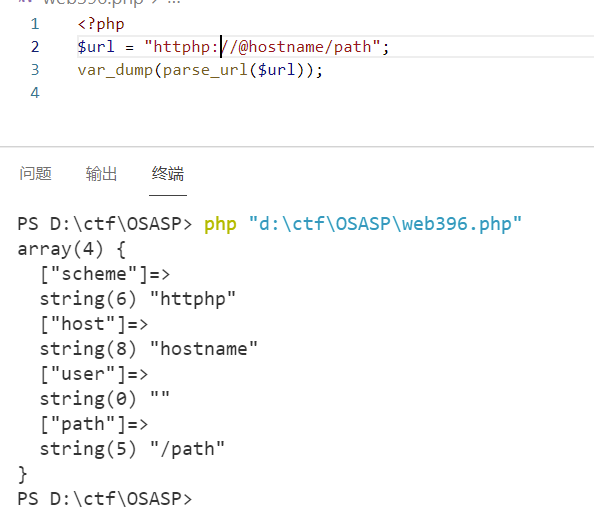 web396.php > ...
1 <?php
2 $url = "httphp://@hostname/path";
3 var_dump(parse_url($url));
4
问题 输出 终端
PS D:\ctf\OSASP> php "d:\ctf\OSASP\web396.php"
array(4) {
["scheme"]=>
string(6) "httphp"
["host"]=>
string(8) "hostname"
["user"]=>
string(0) ""
["path"]=>
string(5) "/path"
}
PS D:\ctf\OSASP>